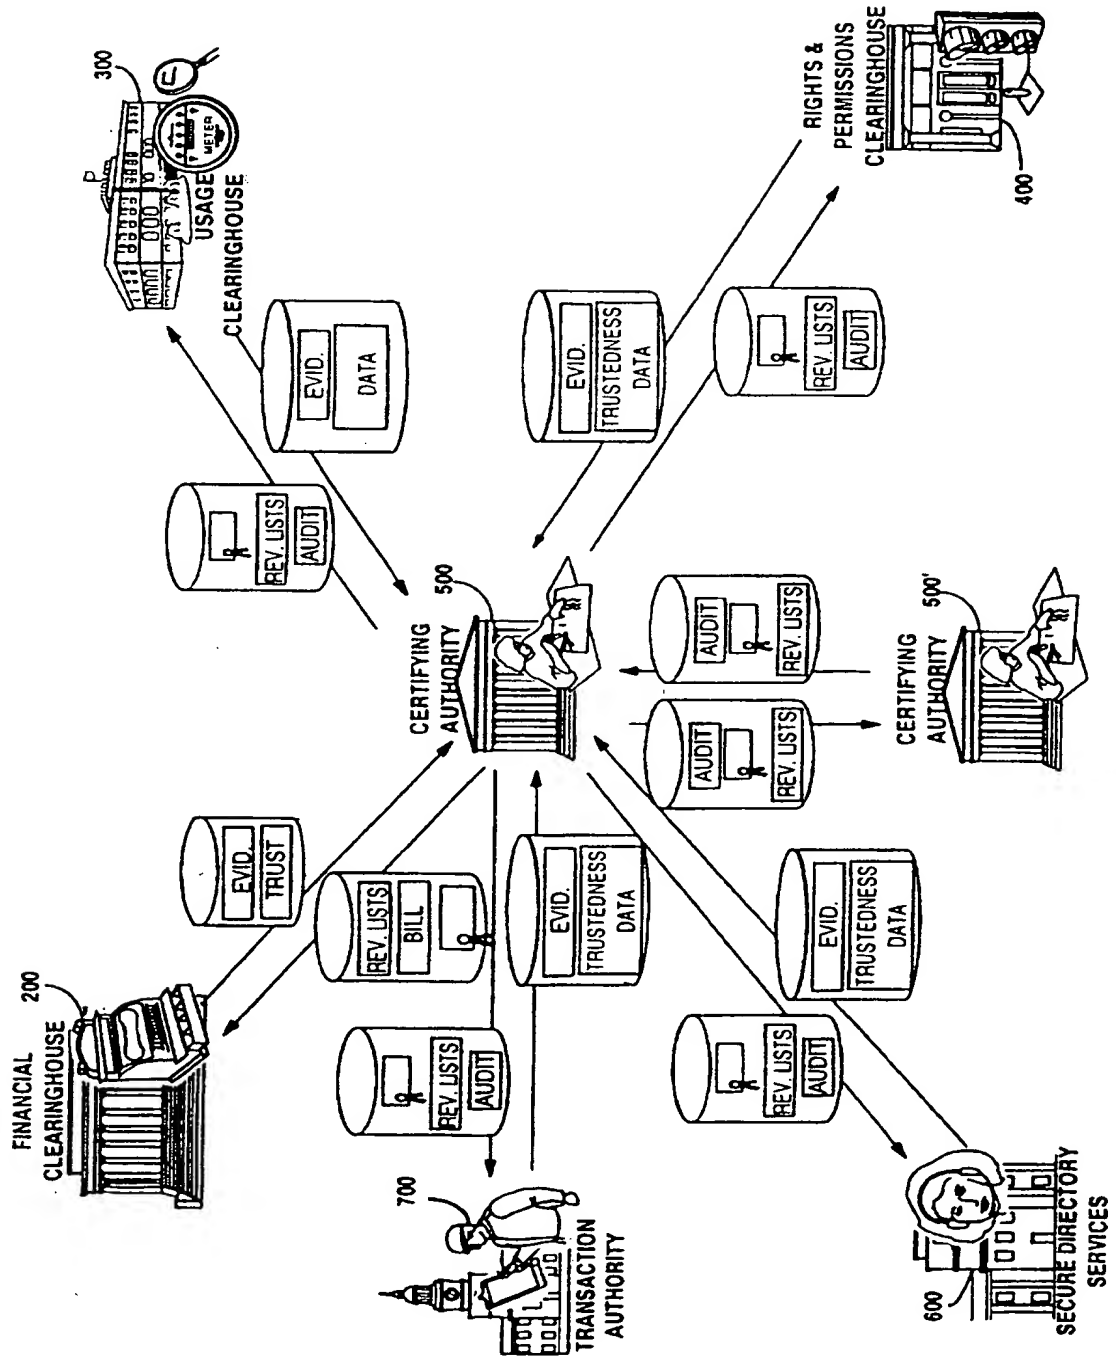 FINANCIAL
CLEARINGHOUSE
200
USAGE
CLEARINGHOUSE
300
METER
EVID.
TRUST
REV. LISTS
AUDIT
EVID.
DATA
REV. LISTS
BILL
TRANSACTION
AUTHORITY
700
REV. LISTS
AUDIT
EVID.
TRUSTEDNESS
DATA
CERTIFYING
AUTHORITY
500
EVID.
TRUSTEDNESS
DATA
RIGHTS &
PERMISSIONS
CLEARINGHOUSE
400
REV. LISTS
AUDIT
AUDIT
REV. LISTS
AUDIT
REV. LISTS
REV. LISTS
AUDIT
EVID.
TRUSTEDNESS
DATA
SECURE DIRECTORY
SERVICES
600
CERTIFYING
AUTHORITY
500'